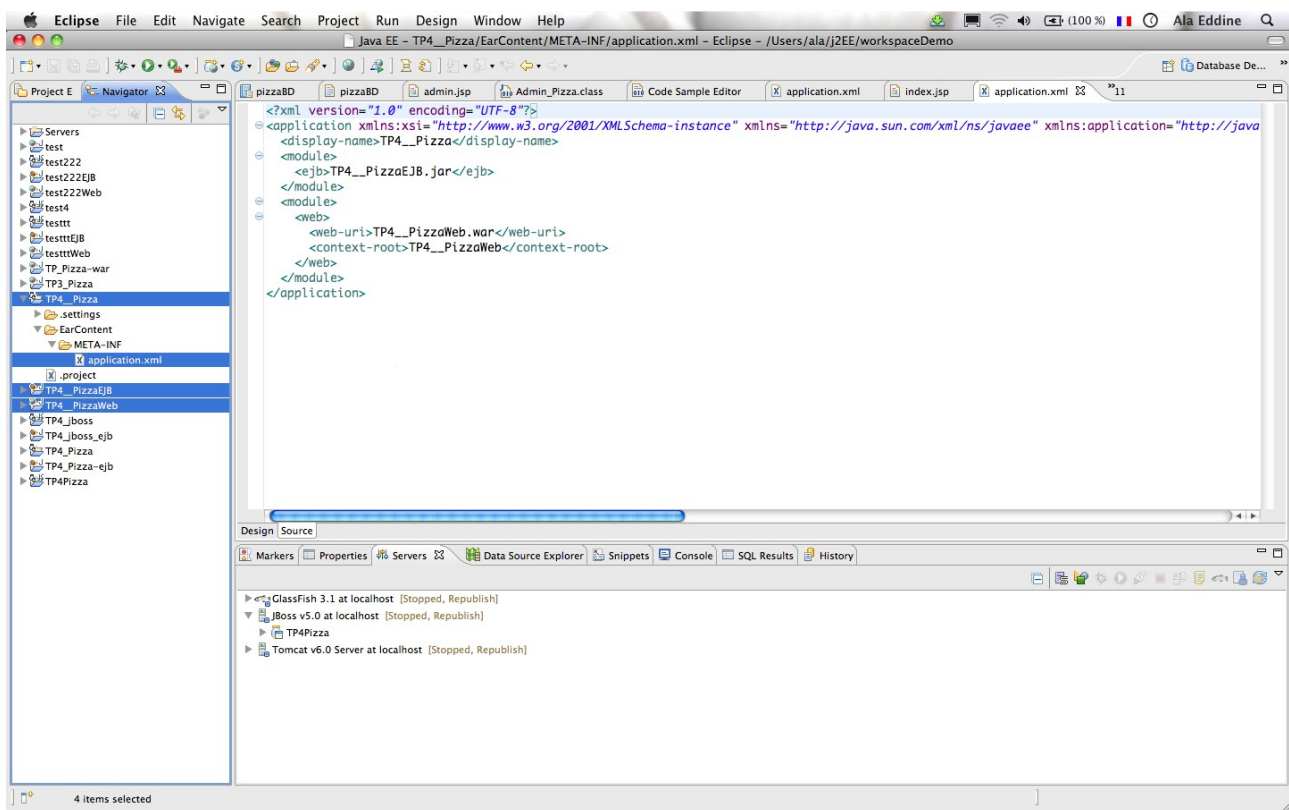 Eclipse File Edit Navigate Search Project Run Design Window Help (100 %) Ala Eddine
Java EE – TP4__Pizza/EarContent/META-INF/application.xml – Eclipse – /Users/ala/j2EE/workspaceDemo
Database De... »
Project E Navigator
pizzaBD pizzaBD admin.jsp Admin_Pizza.class Code Sample Editor application.xml index.jsp application.xml »11
Servers
test
test222
test222EJB
test222Web
test4
testtt
testttEJB
testttWeb
TP_Pizza-war
TP3_Pizza
TP4__Pizza
.settings
EarContent
META-INF
application.xml
.project
TP4__PizzaEJB
TP4__PizzaWeb
TP4_jboss
TP4_jboss_ejb
TP4_Pizza
TP4_Pizza-ejb
TP4Pizza
<?xml version="1.0" encoding="UTF-8"?>
<application xmlns:xsi="http://www.w3.org/2001/XMLSchema-instance" xmlns="http://java.sun.com/xml/ns/javaee" xmlns:application="http://java
<display-name>TP4__Pizza</display-name>
<module>
<ejb>TP4__PizzaEJB.jar</ejb>
</module>
<module>
<web>
<web-uri>TP4__PizzaWeb.war</web-uri>
<context-root>TP4__PizzaWeb</context-root>
</web>
</module>
</application>
Design Source
Markers Properties Servers Data Source Explorer Snippets Console SQL Results History
GlassFish 3.1 at localhost [Stopped, Republish]
JBoss v5.0 at localhost [Stopped, Republish]
TP4Pizza
Tomcat v6.0 Server at localhost [Stopped, Republish]
4 items selected